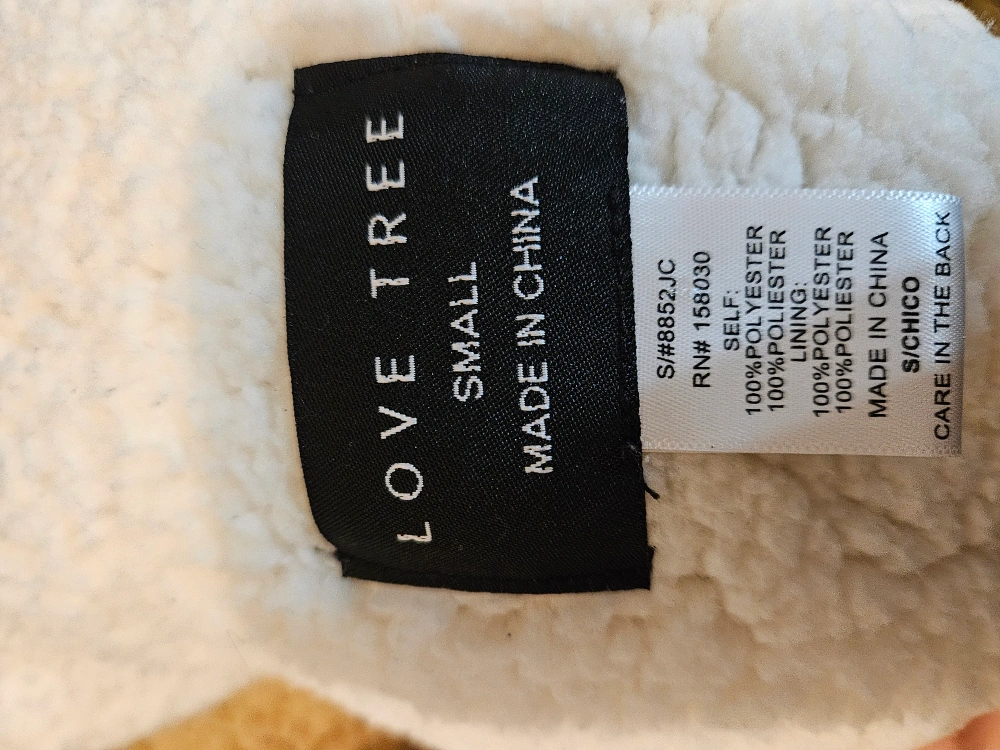 LOVE TREE
SMALL
MADE IN CHINA
S/#8852JC
RN# 158030
SELF:
100%POLYESTER
100%POLIESTER
LINING:
100%POLYESTER
100%POLIESTER
MADE IN CHINA
S/CHICO
CARE IN THE BACK